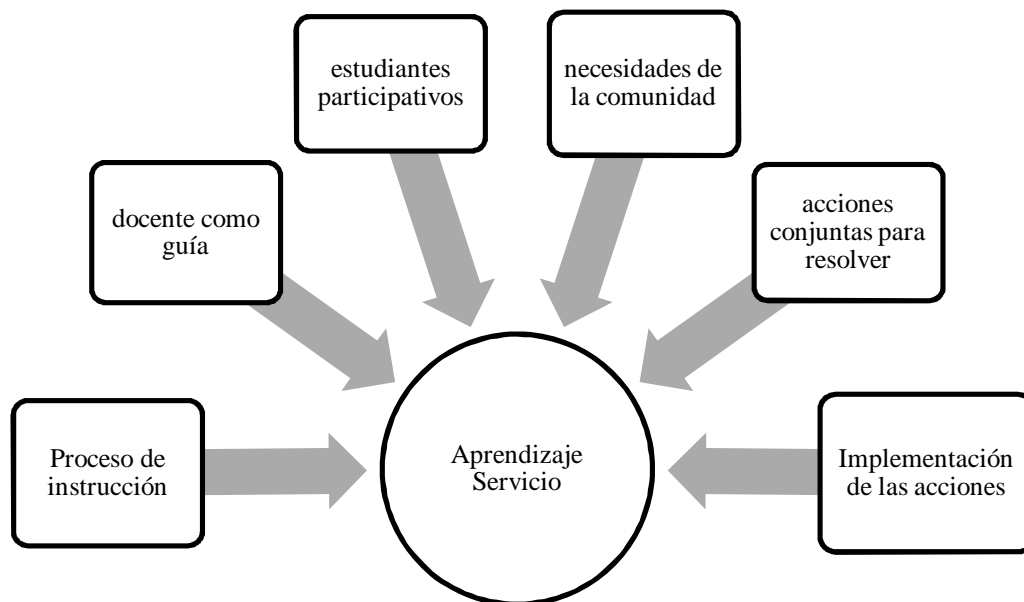 estudiantes
participativos
necesidades de
la comunidad
docente como
guía
acciones
conjuntas para
resolver
Proceso de
instrucción
Aprendizaje
Servicio
Implementación
de las acciones